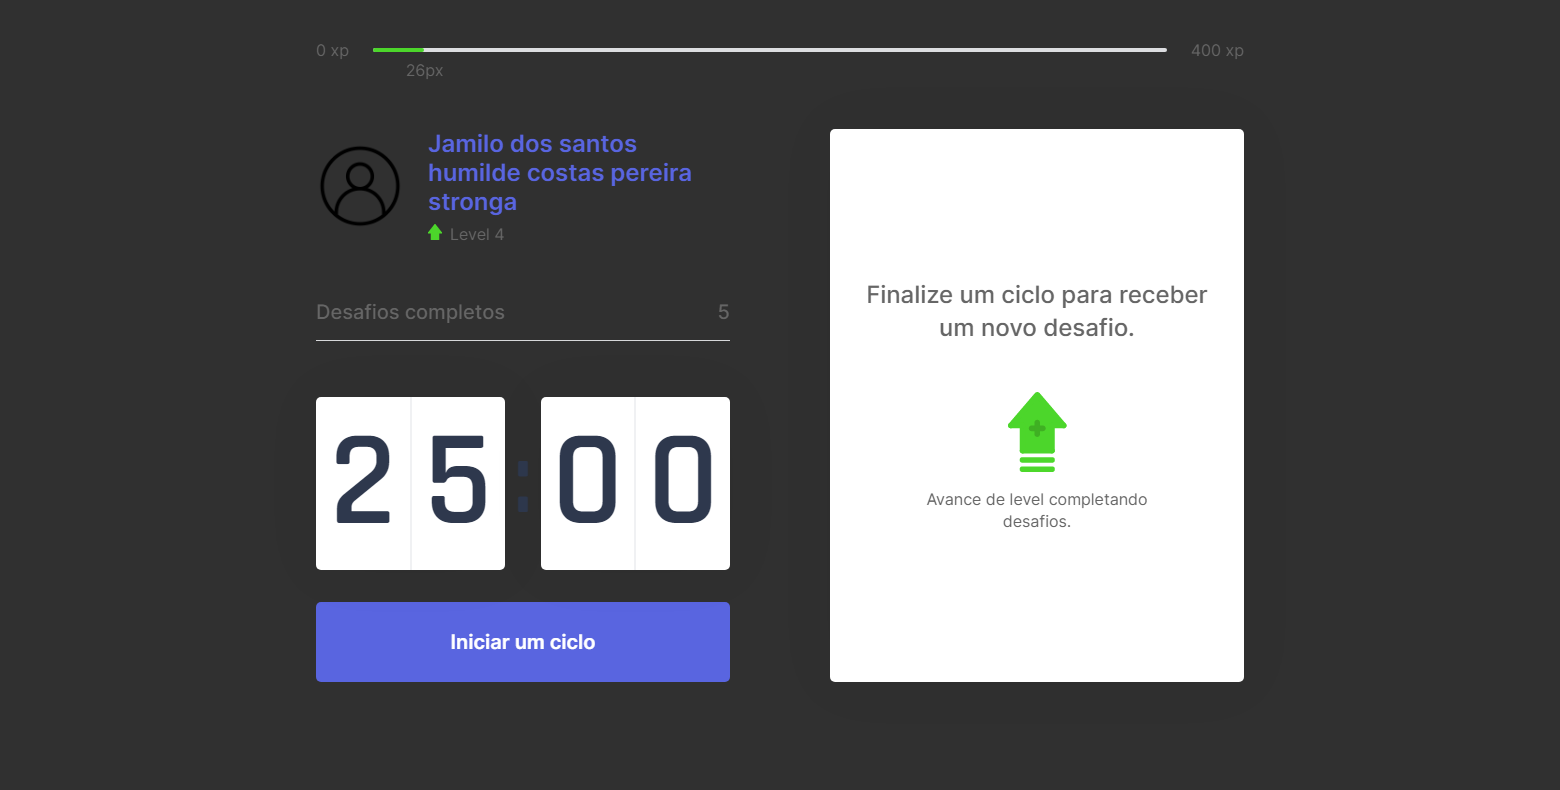 0 xp
400 xp
26px
Jamilo dos santos
humilde costas pereira
stronga
Level 4
Desafios completos 5
25:00
Iniciar um ciclo
Finalize um ciclo para receber
um novo desafio.
Avance de level completando
desafios.